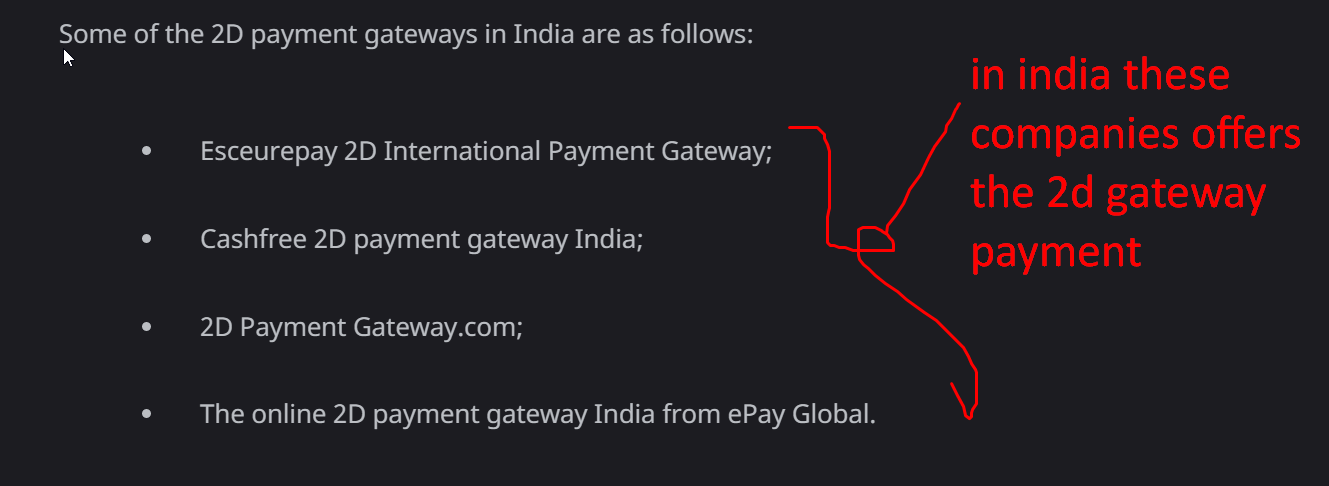 Some of the 2D payment gateways in India are as follows:
• Esceurepay 2D International Payment Gateway;
• Cashfree 2D payment gateway India;
• 2D Payment Gateway.com;
• The online 2D payment gateway India from ePay Global.
in india these
companies offers
the 2d gateway
payment